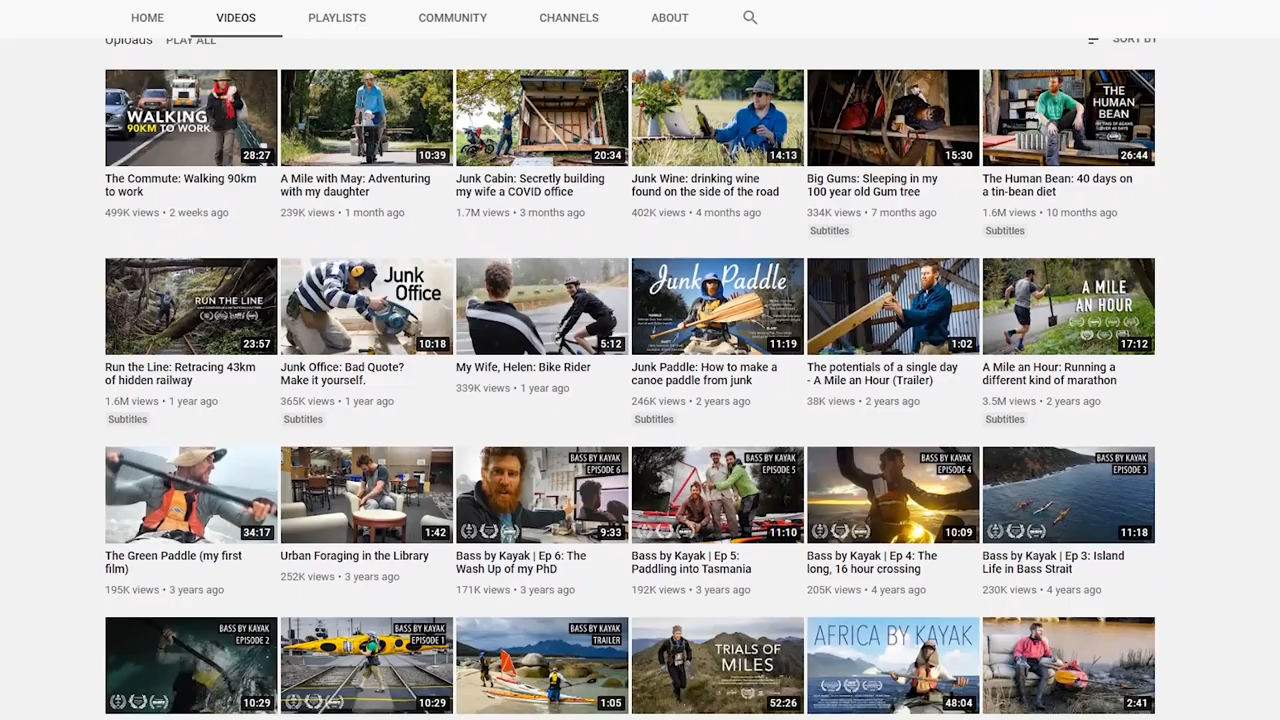 HOME VIDEOS PLAYLISTS COMMUNITY CHANNELS ABOUT
Uploads PLAY ALL SORT BY
WALKING
90KM TO WORK
28:27
10:39
20:34
14:13
15:30
THE
HUMAN
BEAN
26:44
The Commute: Walking 90km
to work
499K views • 2 weeks ago
A Mile with May: Adventuring
with my daughter
239K views • 1 month ago
Junk Cabin: Secretly building
my wife a COVID office
1.7M views • 3 months ago
Junk Wine: drinking wine
found on the side of the road
402K views • 4 months ago
Big Gums: Sleeping in my
100 year old Gum tree
334K views • 7 months ago
Subtitles
The Human Bean: 40 days on
a tin-bean diet
1.6M views • 10 months ago
Subtitles
RUN THE LINE
23:57
Junk
Office
10:18
5:12
Junk Paddle
11:19
1:02
A MILE
AN HOUR
17:12
Run the Line: Retracing 43km
of hidden railway
1.6M views • 1 year ago
Subtitles
Junk Office: Bad Quote?
Make it yourself.
365K views • 1 year ago
Subtitles
My Wife, Helen: Bike Rider
339K views • 1 year ago
Junk Paddle: How to make a
canoe paddle from junk
246K views • 2 years ago
Subtitles
The potentials of a single day
- A Mile an Hour (Trailer)
38K views • 2 years ago
A Mile an Hour: Running a
different kind of marathon
3.5M views • 2 years ago
Subtitles
34:17
1:42
BASS BY KAYAK
EPISODE 6
9:33
BASS BY KAYAK
EPISODE 5
11:10
BASS BY KAYAK
EPISODE 4
10:09
BASS BY KAYAK
EPISODE 3
11:18
The Green Paddle (my first
film)
195K views • 3 years ago
Urban Foraging in the Library
252K views • 3 years ago
Bass by Kayak | Ep 6: The
Wash Up of my PhD
171K views • 3 years ago
Bass by Kayak | Ep 5:
Paddling into Tasmania
192K views • 3 years ago
Bass by Kayak | Ep 4: The
long, 16 hour crossing
205K views • 4 years ago
Bass by Kayak | Ep 3: Island
Life in Bass Strait
230K views • 4 years ago
BASS BY KAYAK
EPISODE 2
10:29
BASS BY KAYAK
EPISODE 1
10:29
BASS BY KAYAK
TRAILER
1:05
TRIALS OF
MILES
52:26
AFRICA BY KAYAK
48:04
2:41